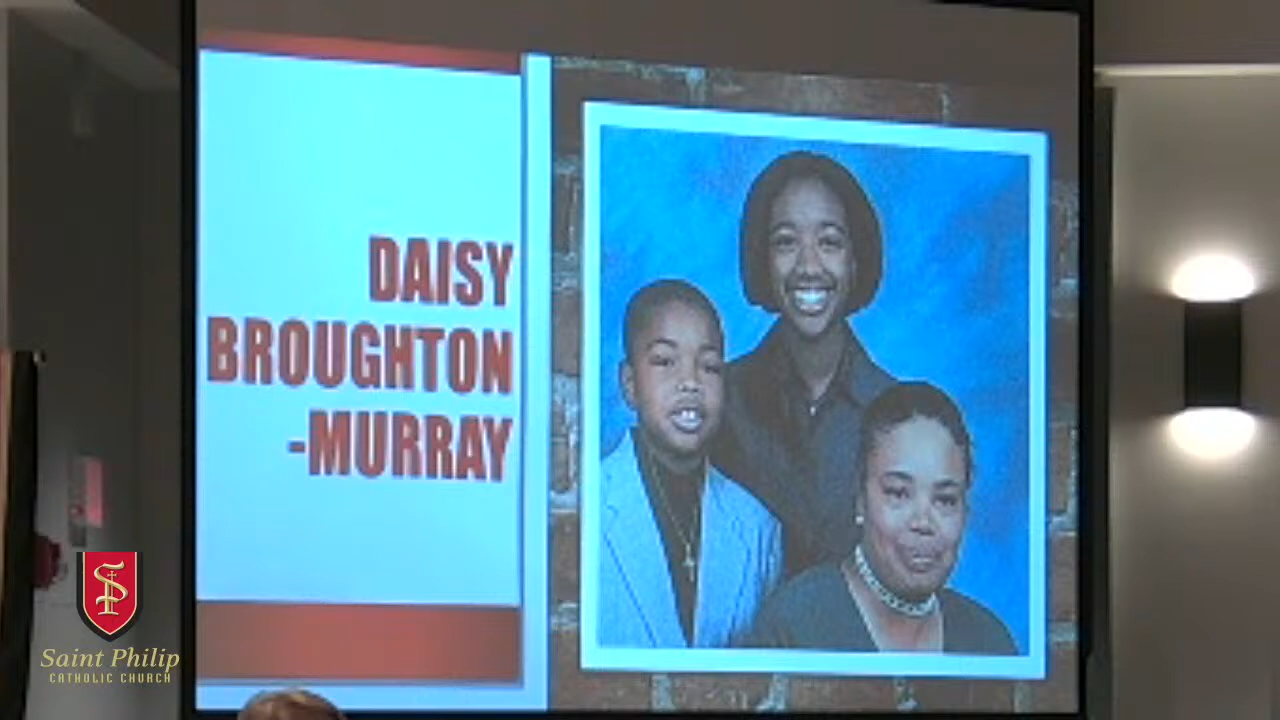 DAISY
BROUGHTON
-MURRAY
Saint Philip
CATHOLIC CHURCH